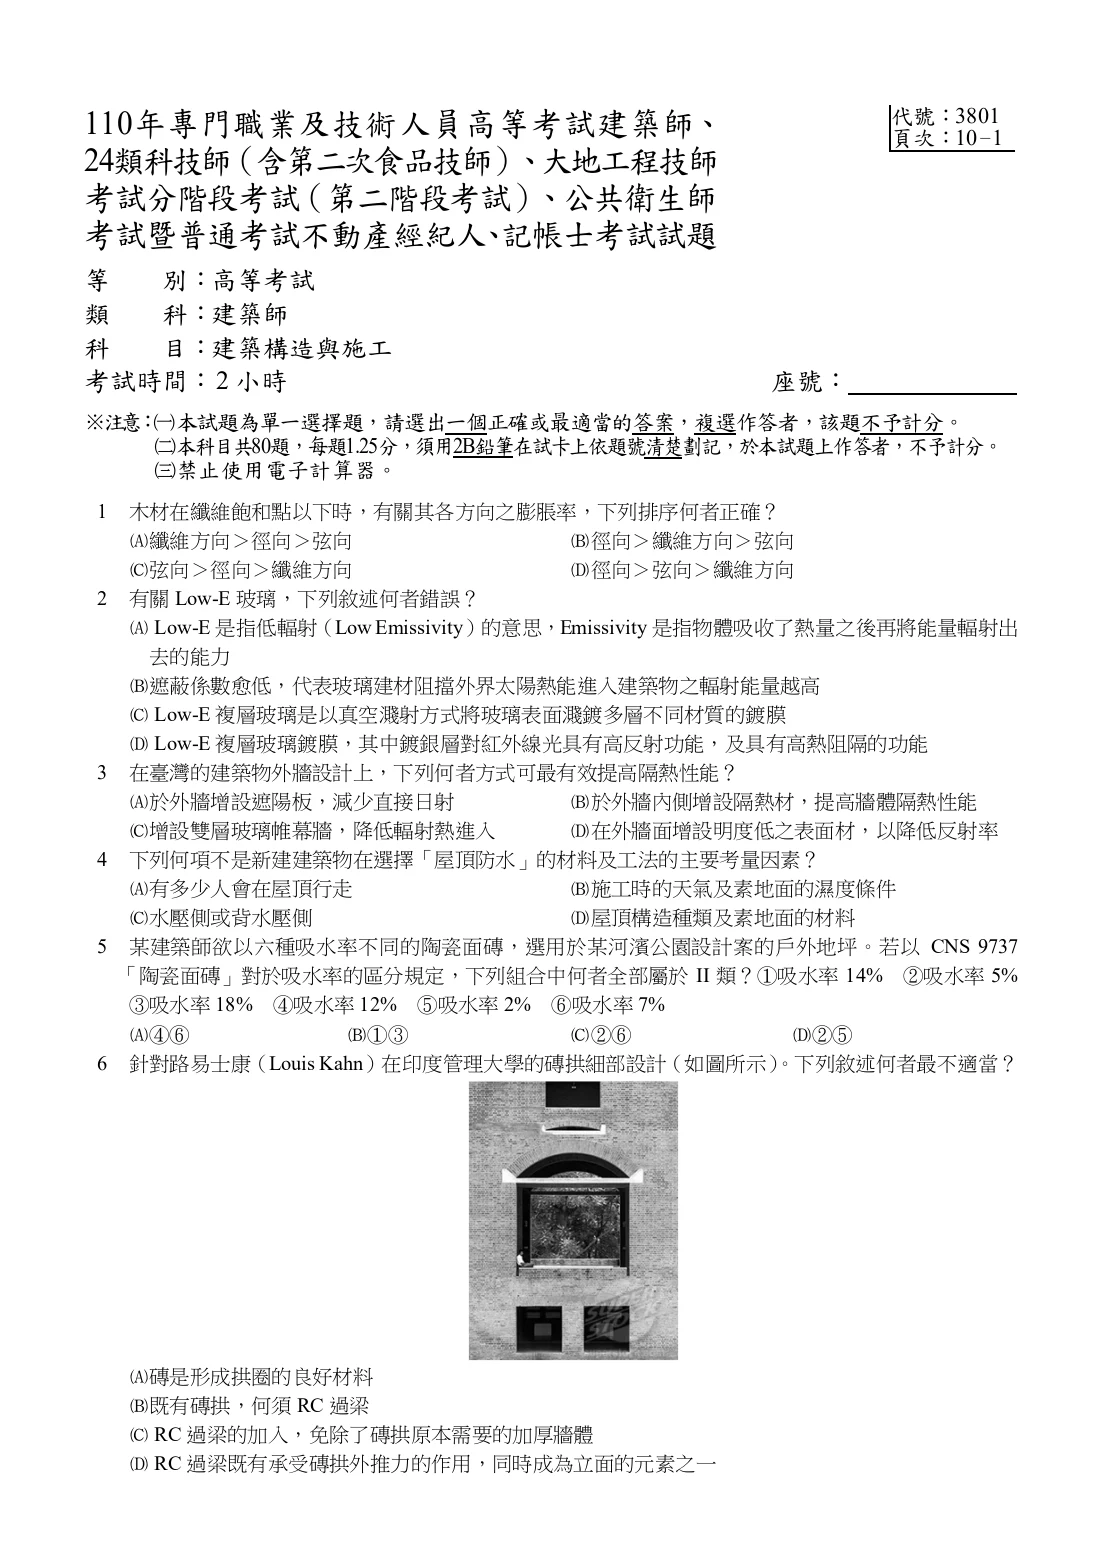 110年專門職業及技術人員高等考試建築師、
24類科技師（含第二次食品技師）、大地工程技師
考試分階段考試（第二階段考試）、公共衛生師
考試暨普通考試不動產經紀人、記帳士考試試題
代號：3801
頁次：10－1
等 別：高等考試
類 科：建築師
科 目：建築構造與施工
考試時間：2 小時
座號：
※注意：㈠本試題為單一選擇題，請選出一個正確或最適當的答案，複選作答者，該題不予計分。
㈡本科目共80題，每題1.25分，須用2B鉛筆在試卡上依題號清楚劃記，於本試題上作答者，不予計分。
㈢禁止使用電子計算器。
1 木材在纖維飽和點以下時，有關其各方向之膨脹率，下列排序何者正確？
(A)纖維方向＞徑向＞弦向 (B)徑向＞纖維方向＞弦向
(C)弦向＞徑向＞纖維方向 (D)徑向＞弦向＞纖維方向
2 有關 Low-E 玻璃，下列敘述何者錯誤？
(A) Low-E 是指低輻射（Low Emissivity）的意思，Emissivity 是指物體吸收了熱量之後再將能量輻射出
去的能力
(B)遮蔽係數愈低，代表玻璃建材阻擋外界太陽熱能進入建築物之輻射能量越高
(C) Low-E 複層玻璃是以真空濺射方式將玻璃表面濺鍍多層不同材質的鍍膜
(D) Low-E 複層玻璃鍍膜，其中鍍銀層對紅外線光具有高反射功能，及具有高熱阻隔的功能
3 在臺灣的建築物外牆設計上，下列何者方式可最有效提高隔熱性能？
(A)於外牆增設遮陽板，減少直接日射 (B)於外牆內側增設隔熱材，提高牆體隔熱性能
(C)增設雙層玻璃帷幕牆，降低輻射熱進入 (D)在外牆面增設明度低之表面材，以降低反射率
4 下列何項不是新建建築物在選擇「屋頂防水」的材料及工法的主要考量因素？
(A)有多少人會在屋頂行走 (B)施工時的天氣及素地面的濕度條件
(C)水壓側或背水壓側 (D)屋頂構造種類及素地面的材料
5 某建築師欲以六種吸水率不同的陶瓷面磚，選用於某河濱公園設計案的戶外地坪。若以 CNS 9737
「陶瓷面磚」對於吸水率的區分規定，下列組合中何者全部屬於 II 類？①吸水率 14% ②吸水率 5%
③吸水率 18% ④吸水率 12% ⑤吸水率 2% ⑥吸水率 7%
(A)④⑥ (B)①③ (C)②⑥ (D)②⑤
6 針對路易士康（Louis Kahn）在印度管理大學的磚拱細部設計（如圖所示）。下列敘述何者最不適當？
(A)磚是形成拱圈的良好材料
(B)既有磚拱，何須 RC 過梁
(C) RC 過梁的加入，免除了磚拱原本需要的加厚牆體
(D) RC 過梁既有承受磚拱外推力的作用，同時成為立面的元素之一